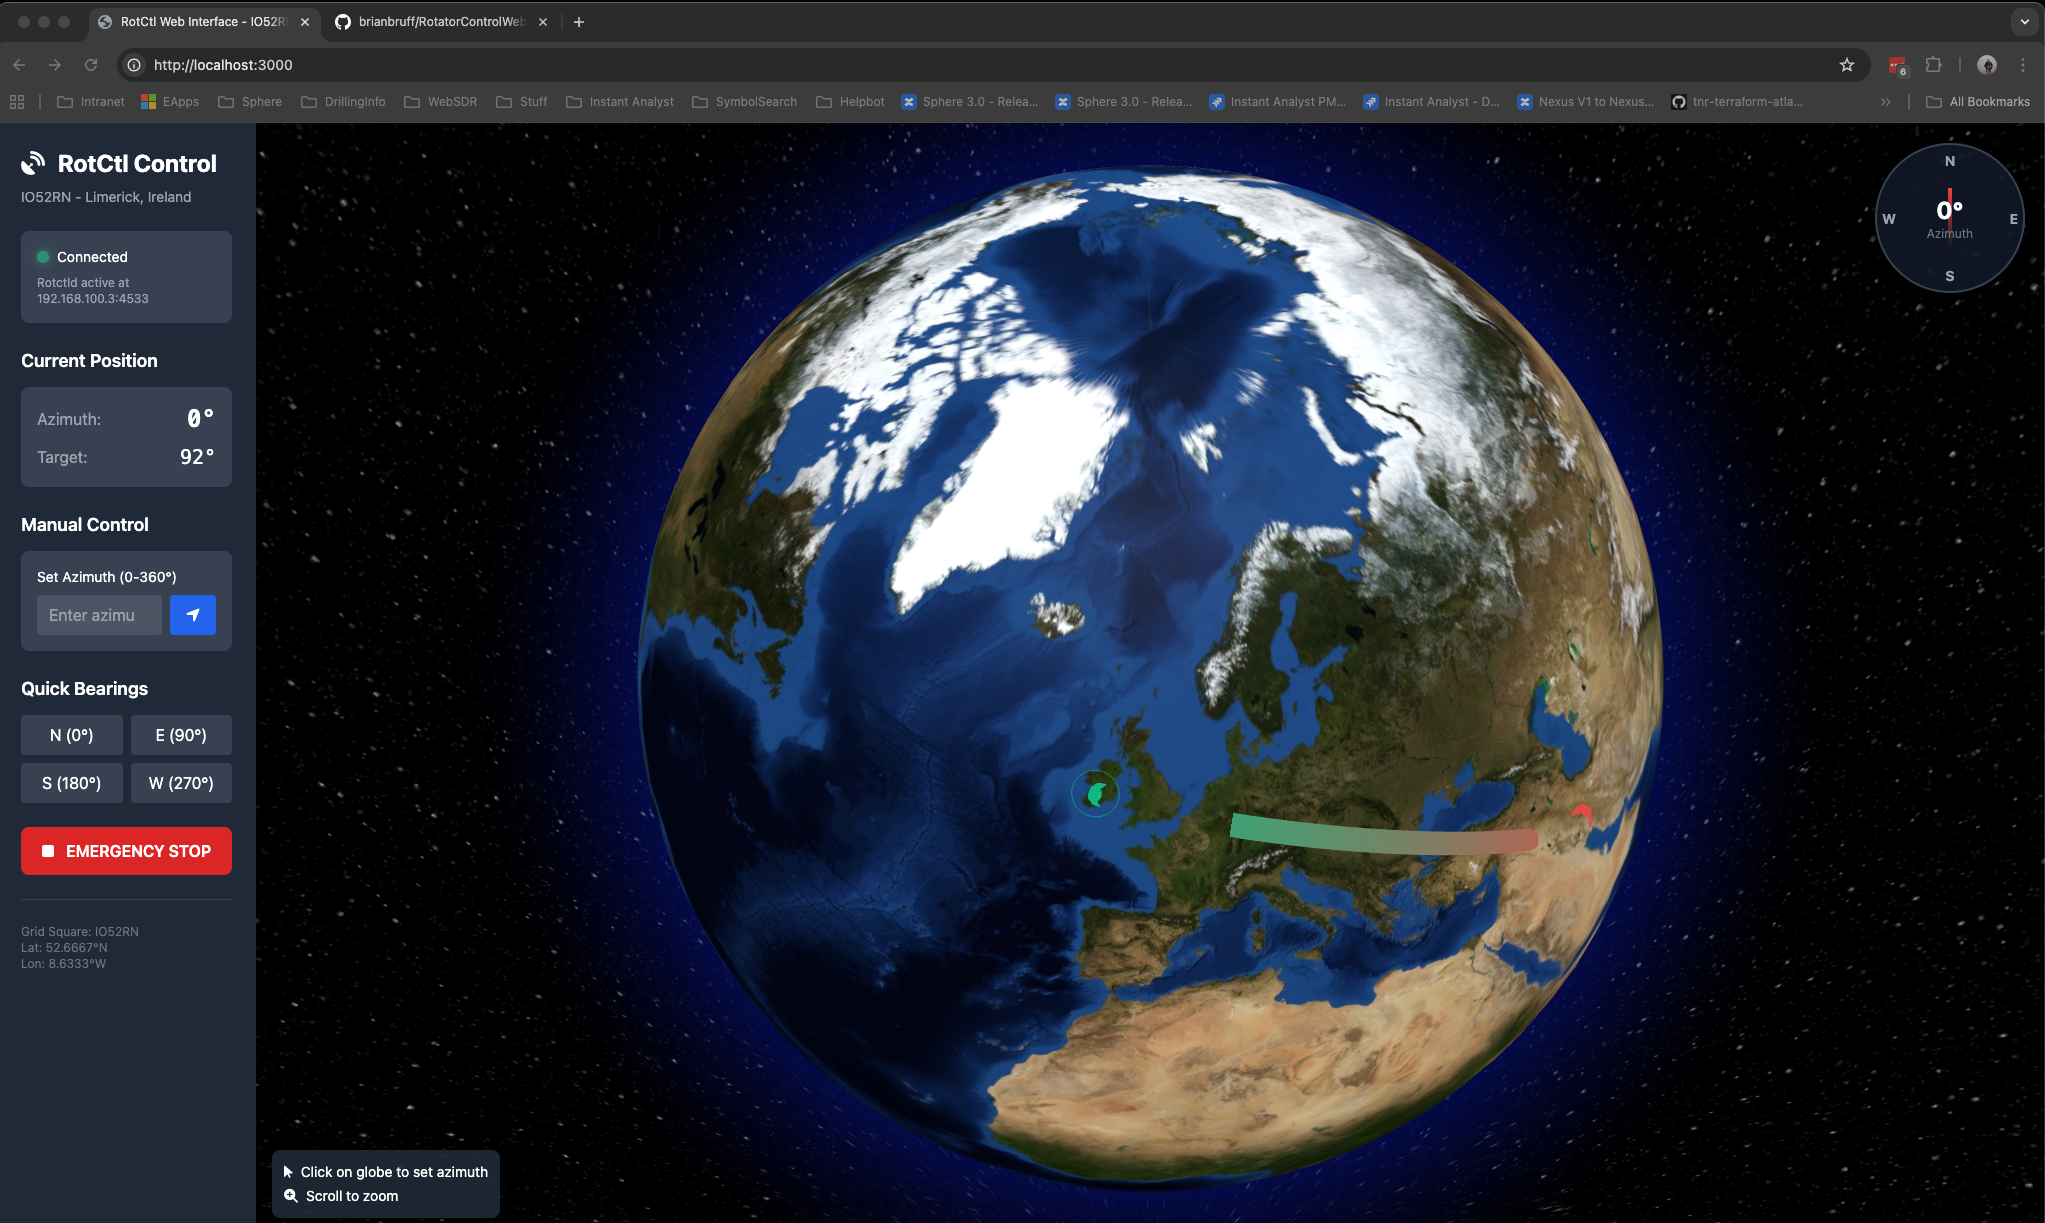 RotCtl Web Interface - IO52R
brianbruff/RotatorControlWeb
http://localhost:3000
6
Intranet
EApps
Sphere
DrillingInfo
WebSDR
Stuff
Instant Analyst
SymbolSearch
Helpbot
Sphere 3.0 - Relea...
Sphere 3.0 - Relea...
Instant Analyst PM...
Instant Analyst - D...
Nexus V1 to Nexus...
tnr-terraform-atla...
All Bookmarks
RotCtl Control
IO52RN - Limerick, Ireland
Connected
Rotctld active at
192.168.100.3:4533
Current Position
Azimuth: 0°
Target: 92°
Manual Control
Set Azimuth (0-360°)
Enter azimu
Quick Bearings
N (0°) E (90°)
S (180°) W (270°)
EMERGENCY STOP
Grid Square: IO52RN
Lat: 52.6667°N
Lon: 8.6333°W
N
W 0° E
Azimuth
S
Click on globe to set azimuth
Scroll to zoom